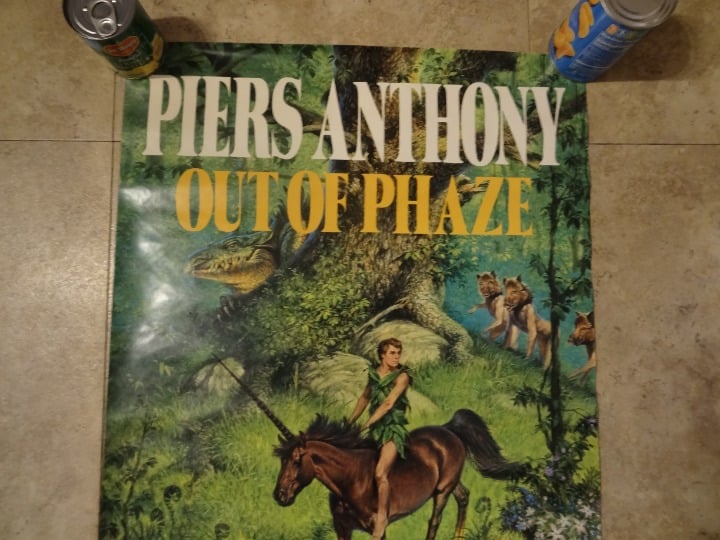 PIERS ANTHONY
OUT OF PHAZE